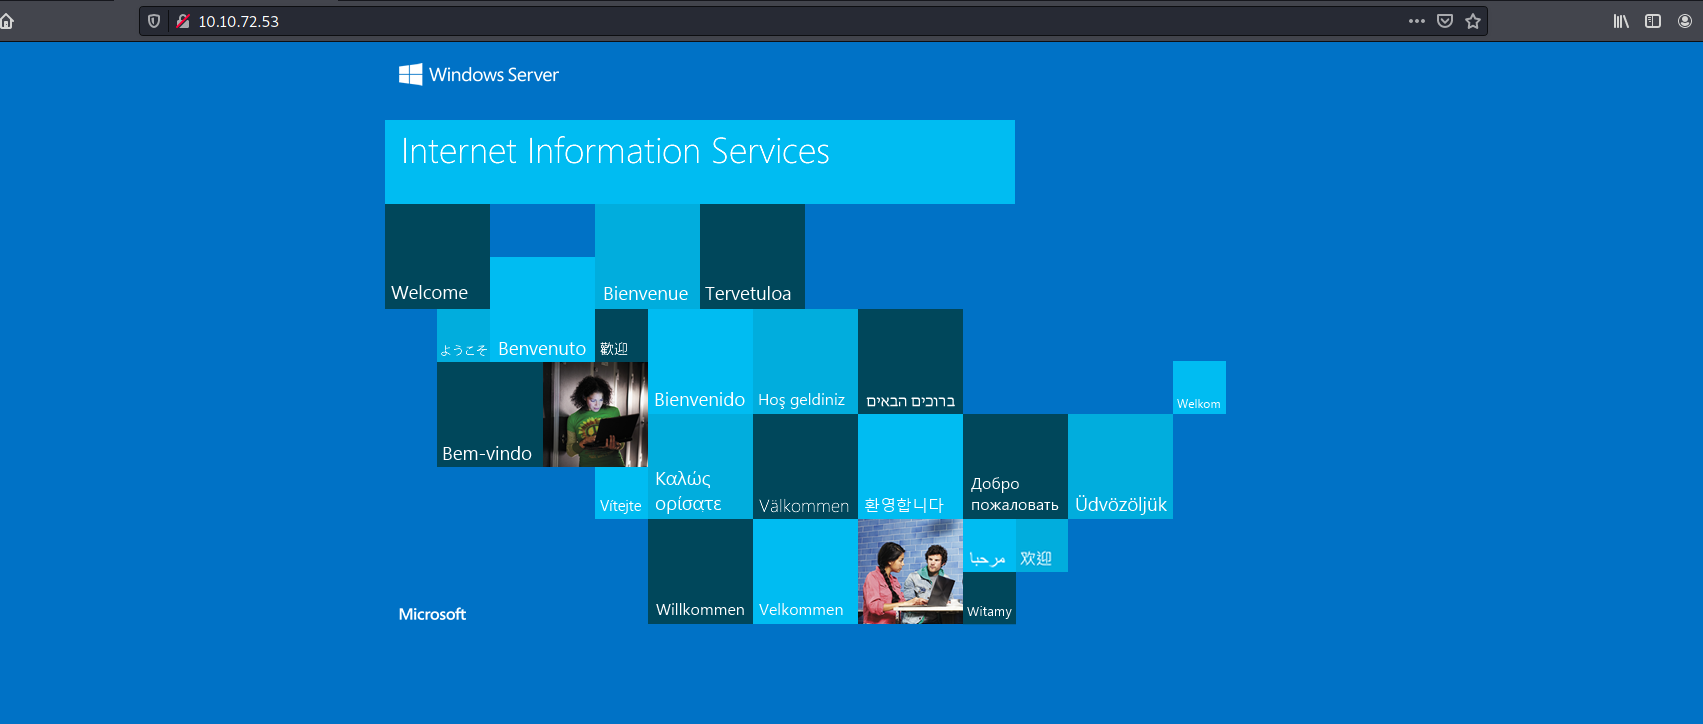 10.10.72.53
Windows Server
Internet Information Services
Welcome
Bienvenue
Tervetuloa
ようこそ
Benvenuto
歡迎
Bienvenido
Hoş geldiniz
ברוכים הבאים
Welkom
Bem-vindo
Vítejte
Καλώς
ορίσατε
Välkommen
환영합니다
Добро
пожаловать
Üdvözöljük
مرحبا
欢迎
Willkommen
Velkommen
Witamy
Microsoft